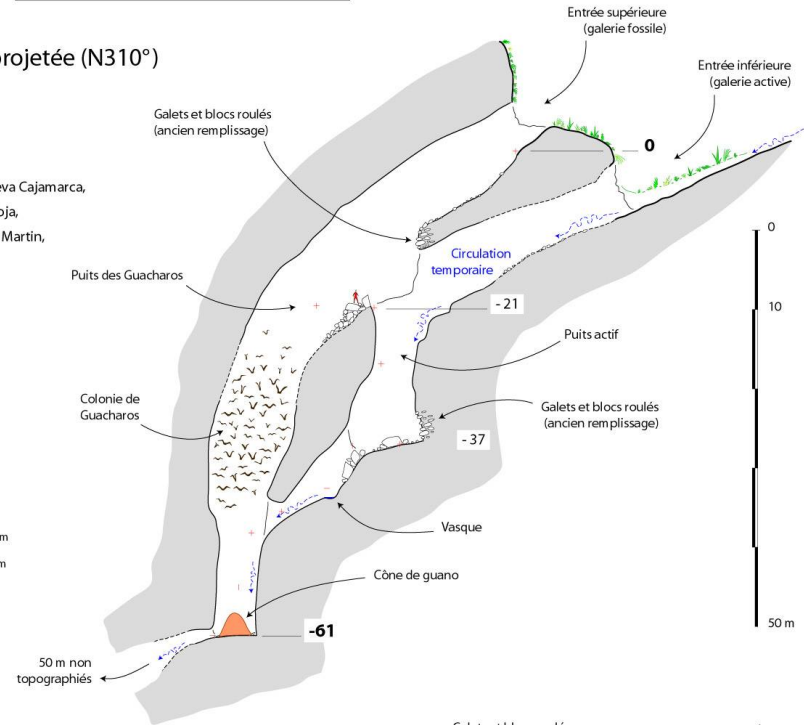 rojetée (N310°)
Entrée supérieure
(galerie fossile)
Entrée inférieure
(galerie active)
Galets et blocs roulés
(ancien remplissage)
0
eva Cajamarca,
oja,
Martin,
0
Circulation
temporaire
Puits des Guacharos
- 21
10
Puits actif
Colonie de
Guacharos
Galets et blocs roulés
(ancien remplissage)
- 37
Vasque
m
m
Cône de guano
-61
50 m
50 m non
topographiés